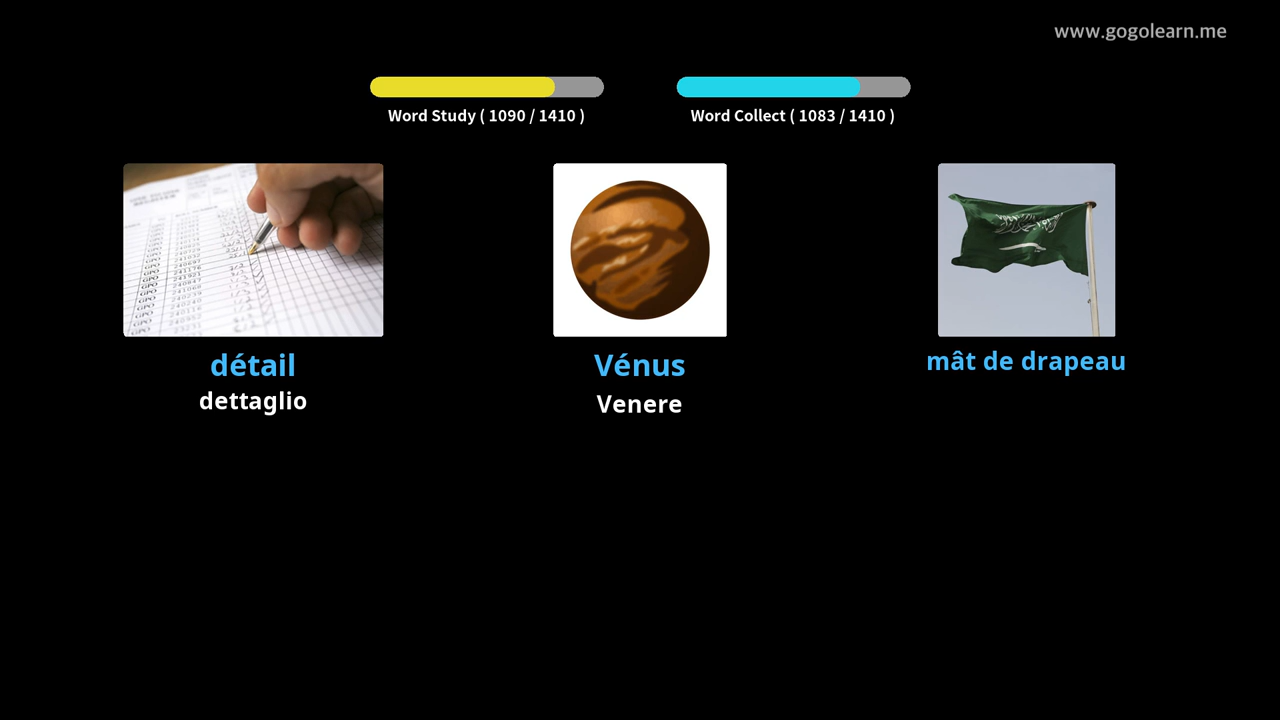 www.gogolearn.me
Word Study ( 1090 / 1410 )
Word Collect ( 1083 / 1410 )
détail
dettaglio
Vénus
Venere
mât de drapeau